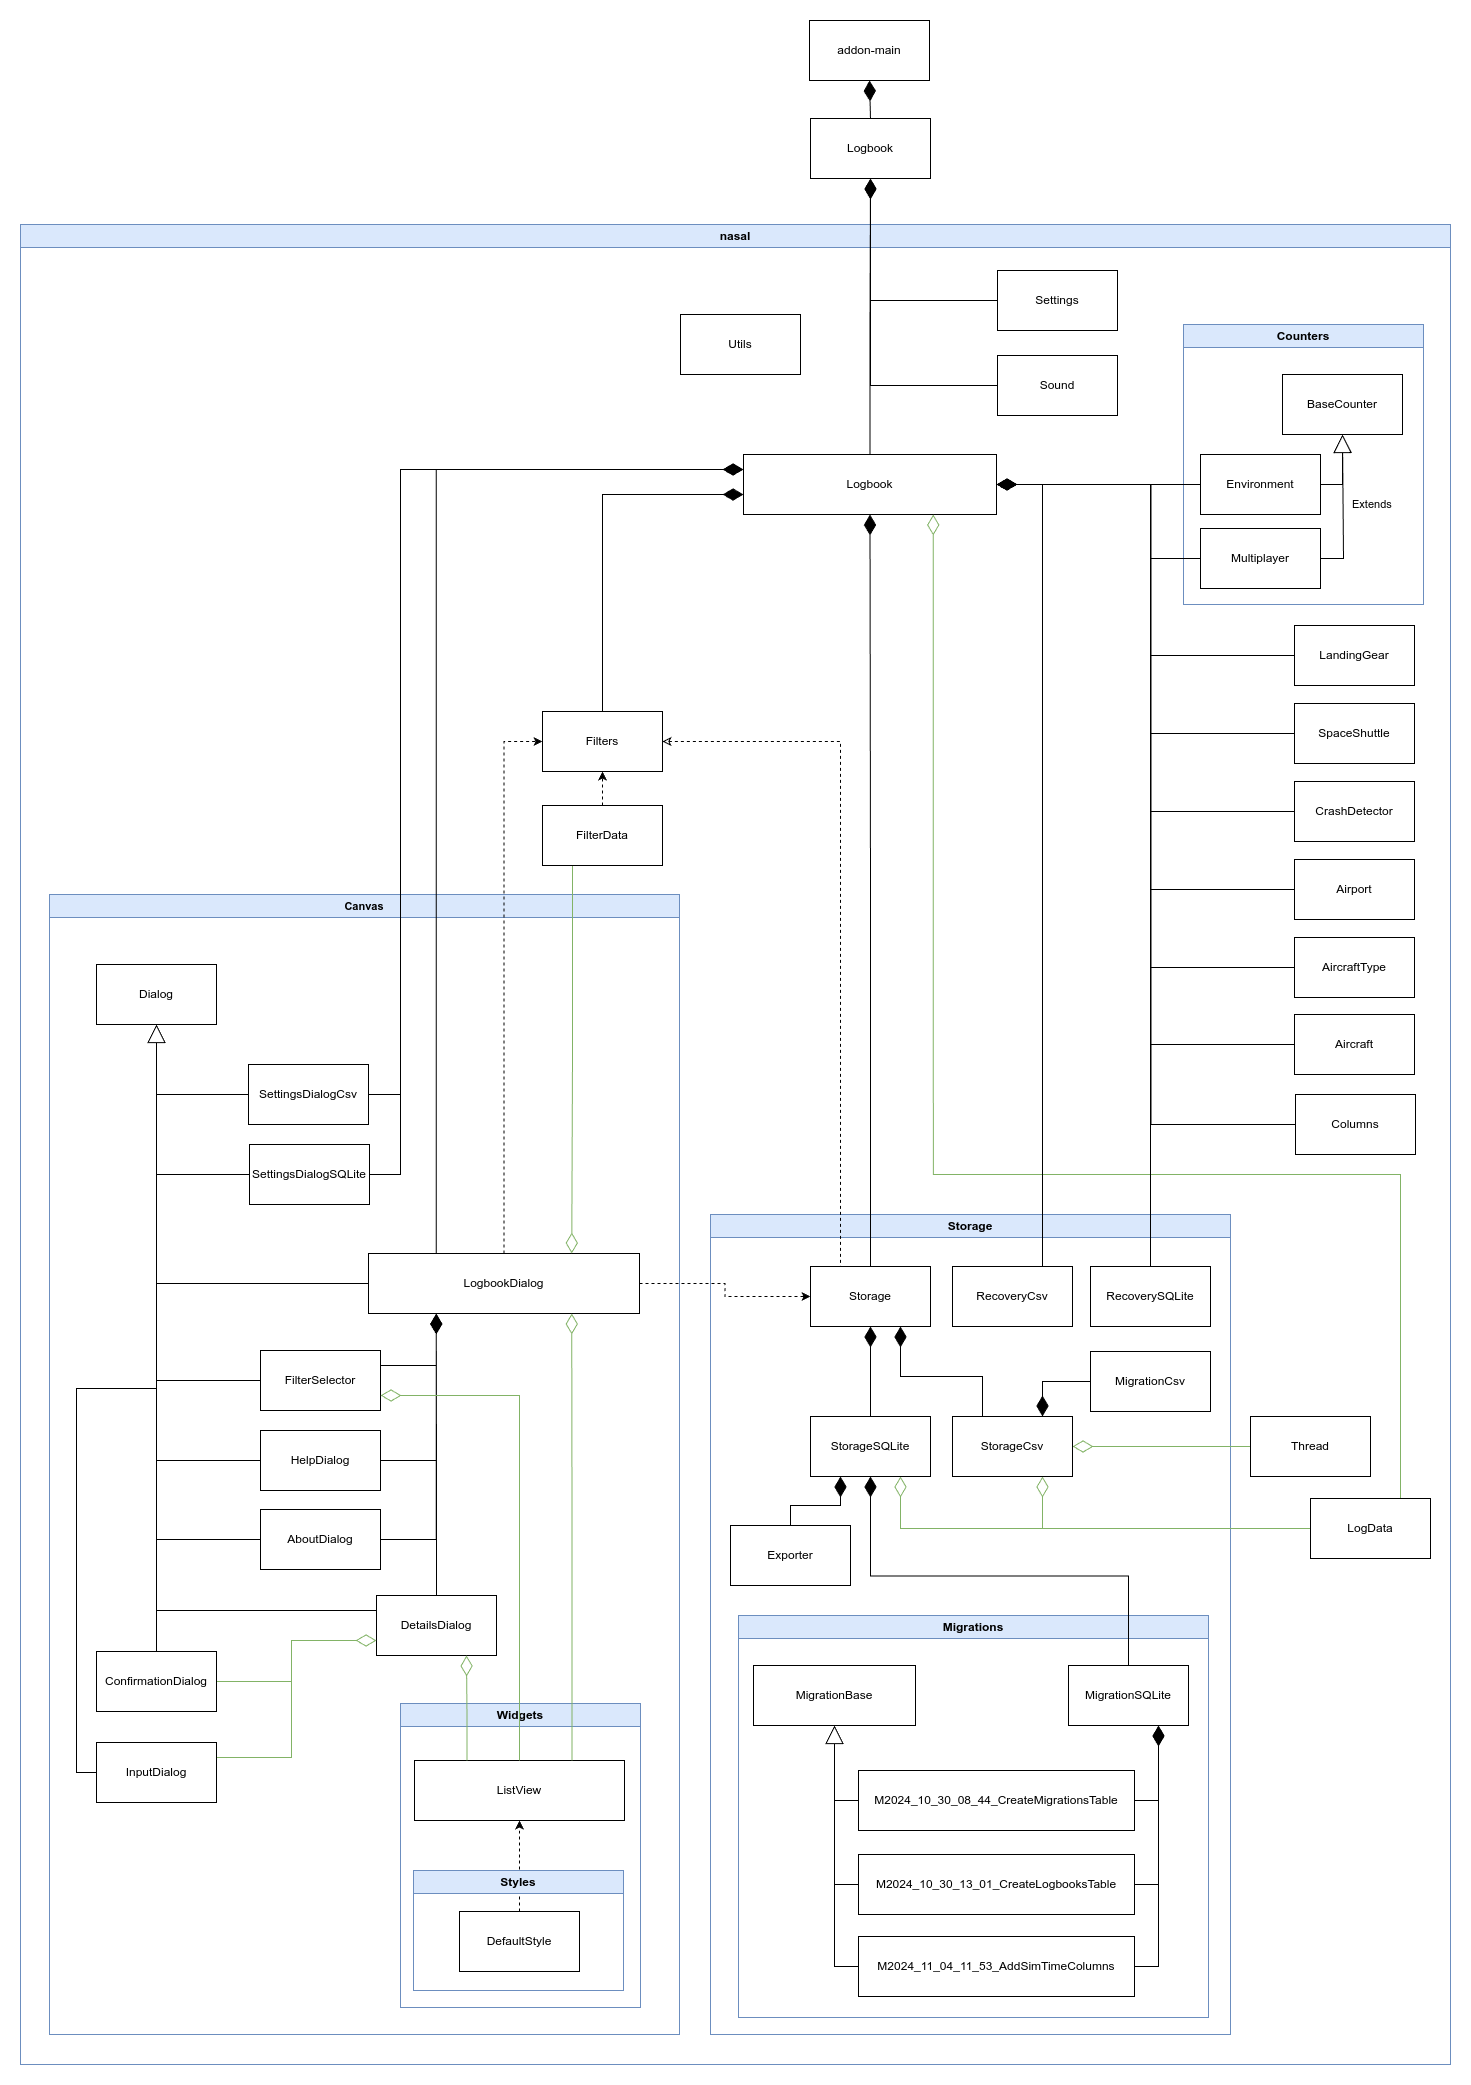 addon-main
Logbook
nasal
Settings
Utils
Counters
Sound
BaseCounter
Logbook
Environment
Extends
Multiplayer
LandingGear
SpaceShuttle
Filters
CrashDetector
FilterData
Airport
Canvas
AircraftType
Dialog
Aircraft
SettingsDialogCsv
Columns
SettingsDialogSQLite
Storage
LogbookDialog
Storage
RecoveryCsv
RecoverySQLite
FilterSelector
MigrationCsv
StorageSQLite
StorageCsv
Thread
HelpDialog
LogData
AboutDialog
Exporter
DetailsDialog
Migrations
ConfirmationDialog
MigrationBase
MigrationSQLite
Widgets
InputDialog
ListView
M2024_10_30_08_44_CreateMigrationsTable
Styles
M2024_10_30_13_01_CreateLogbooksTable
DefaultStyle
M2024_11_04_11_53_AddSimTimeColumns